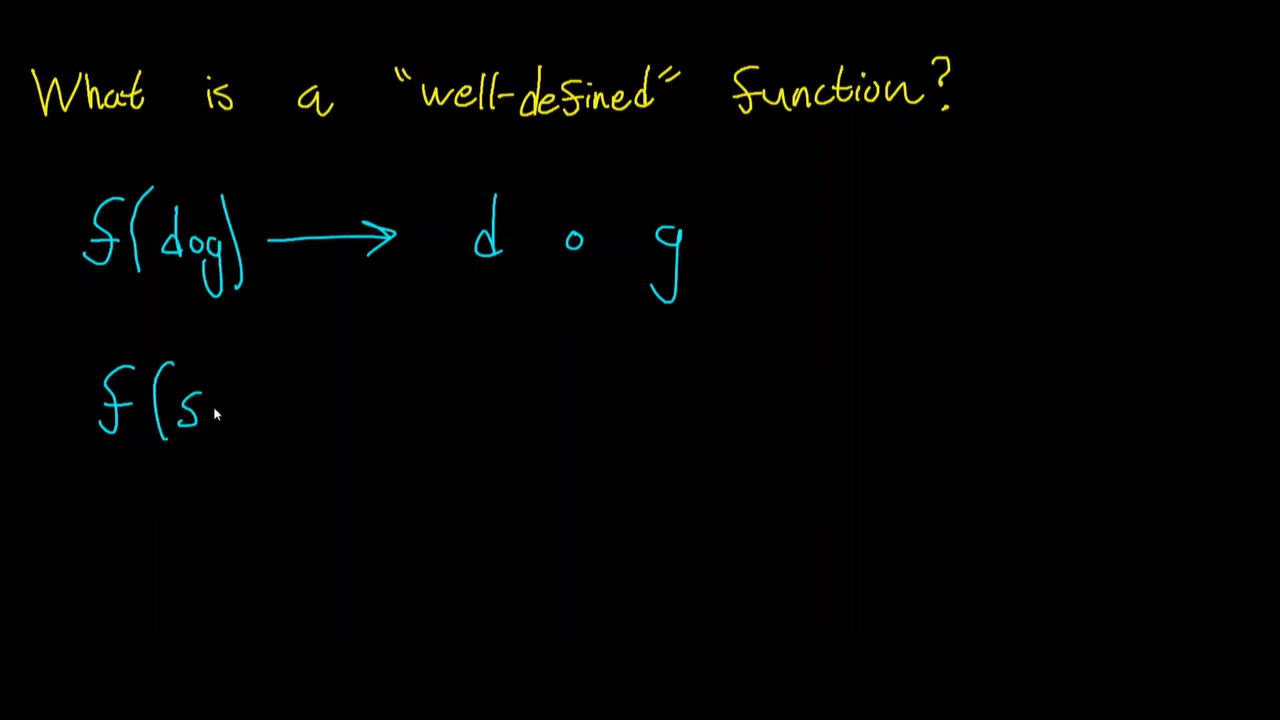 What is a "well-defined" function?
f(dog) → d o g
f(s